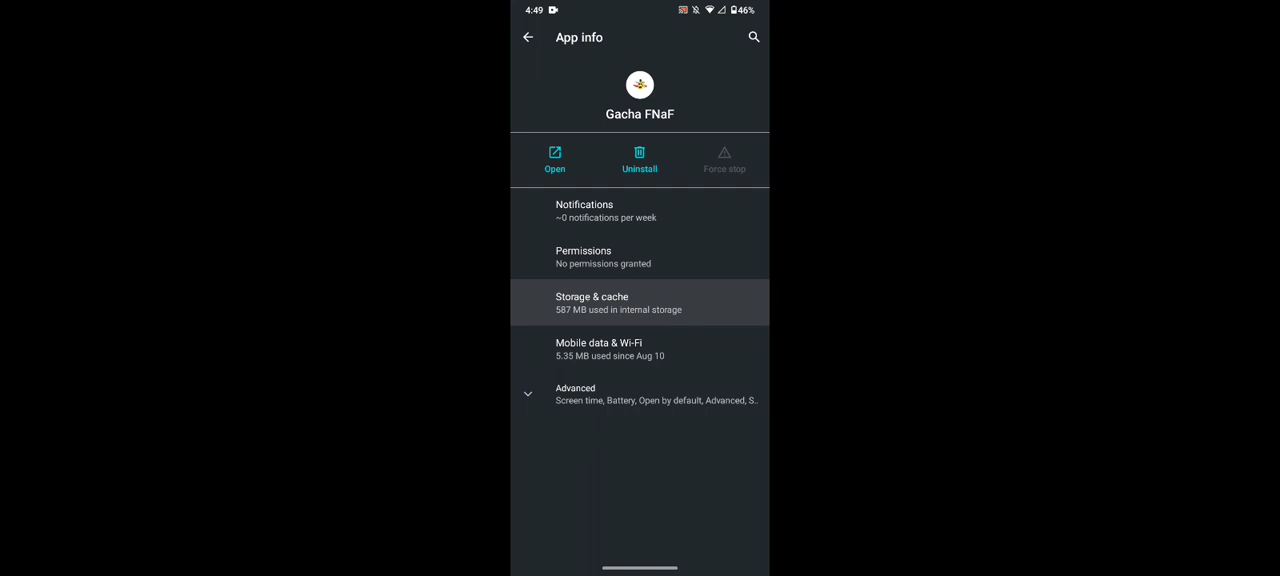 4:49
46%
App info
Gacha FNaF
Open
Uninstall
Force stop
Notifications
~0 notifications per week
Permissions
No permissions granted
Storage & cache
587 MB used in internal storage
Mobile data & Wi-Fi
5.35 MB used since Aug 10
Advanced
Screen time, Battery, Open by default, Advanced, S..